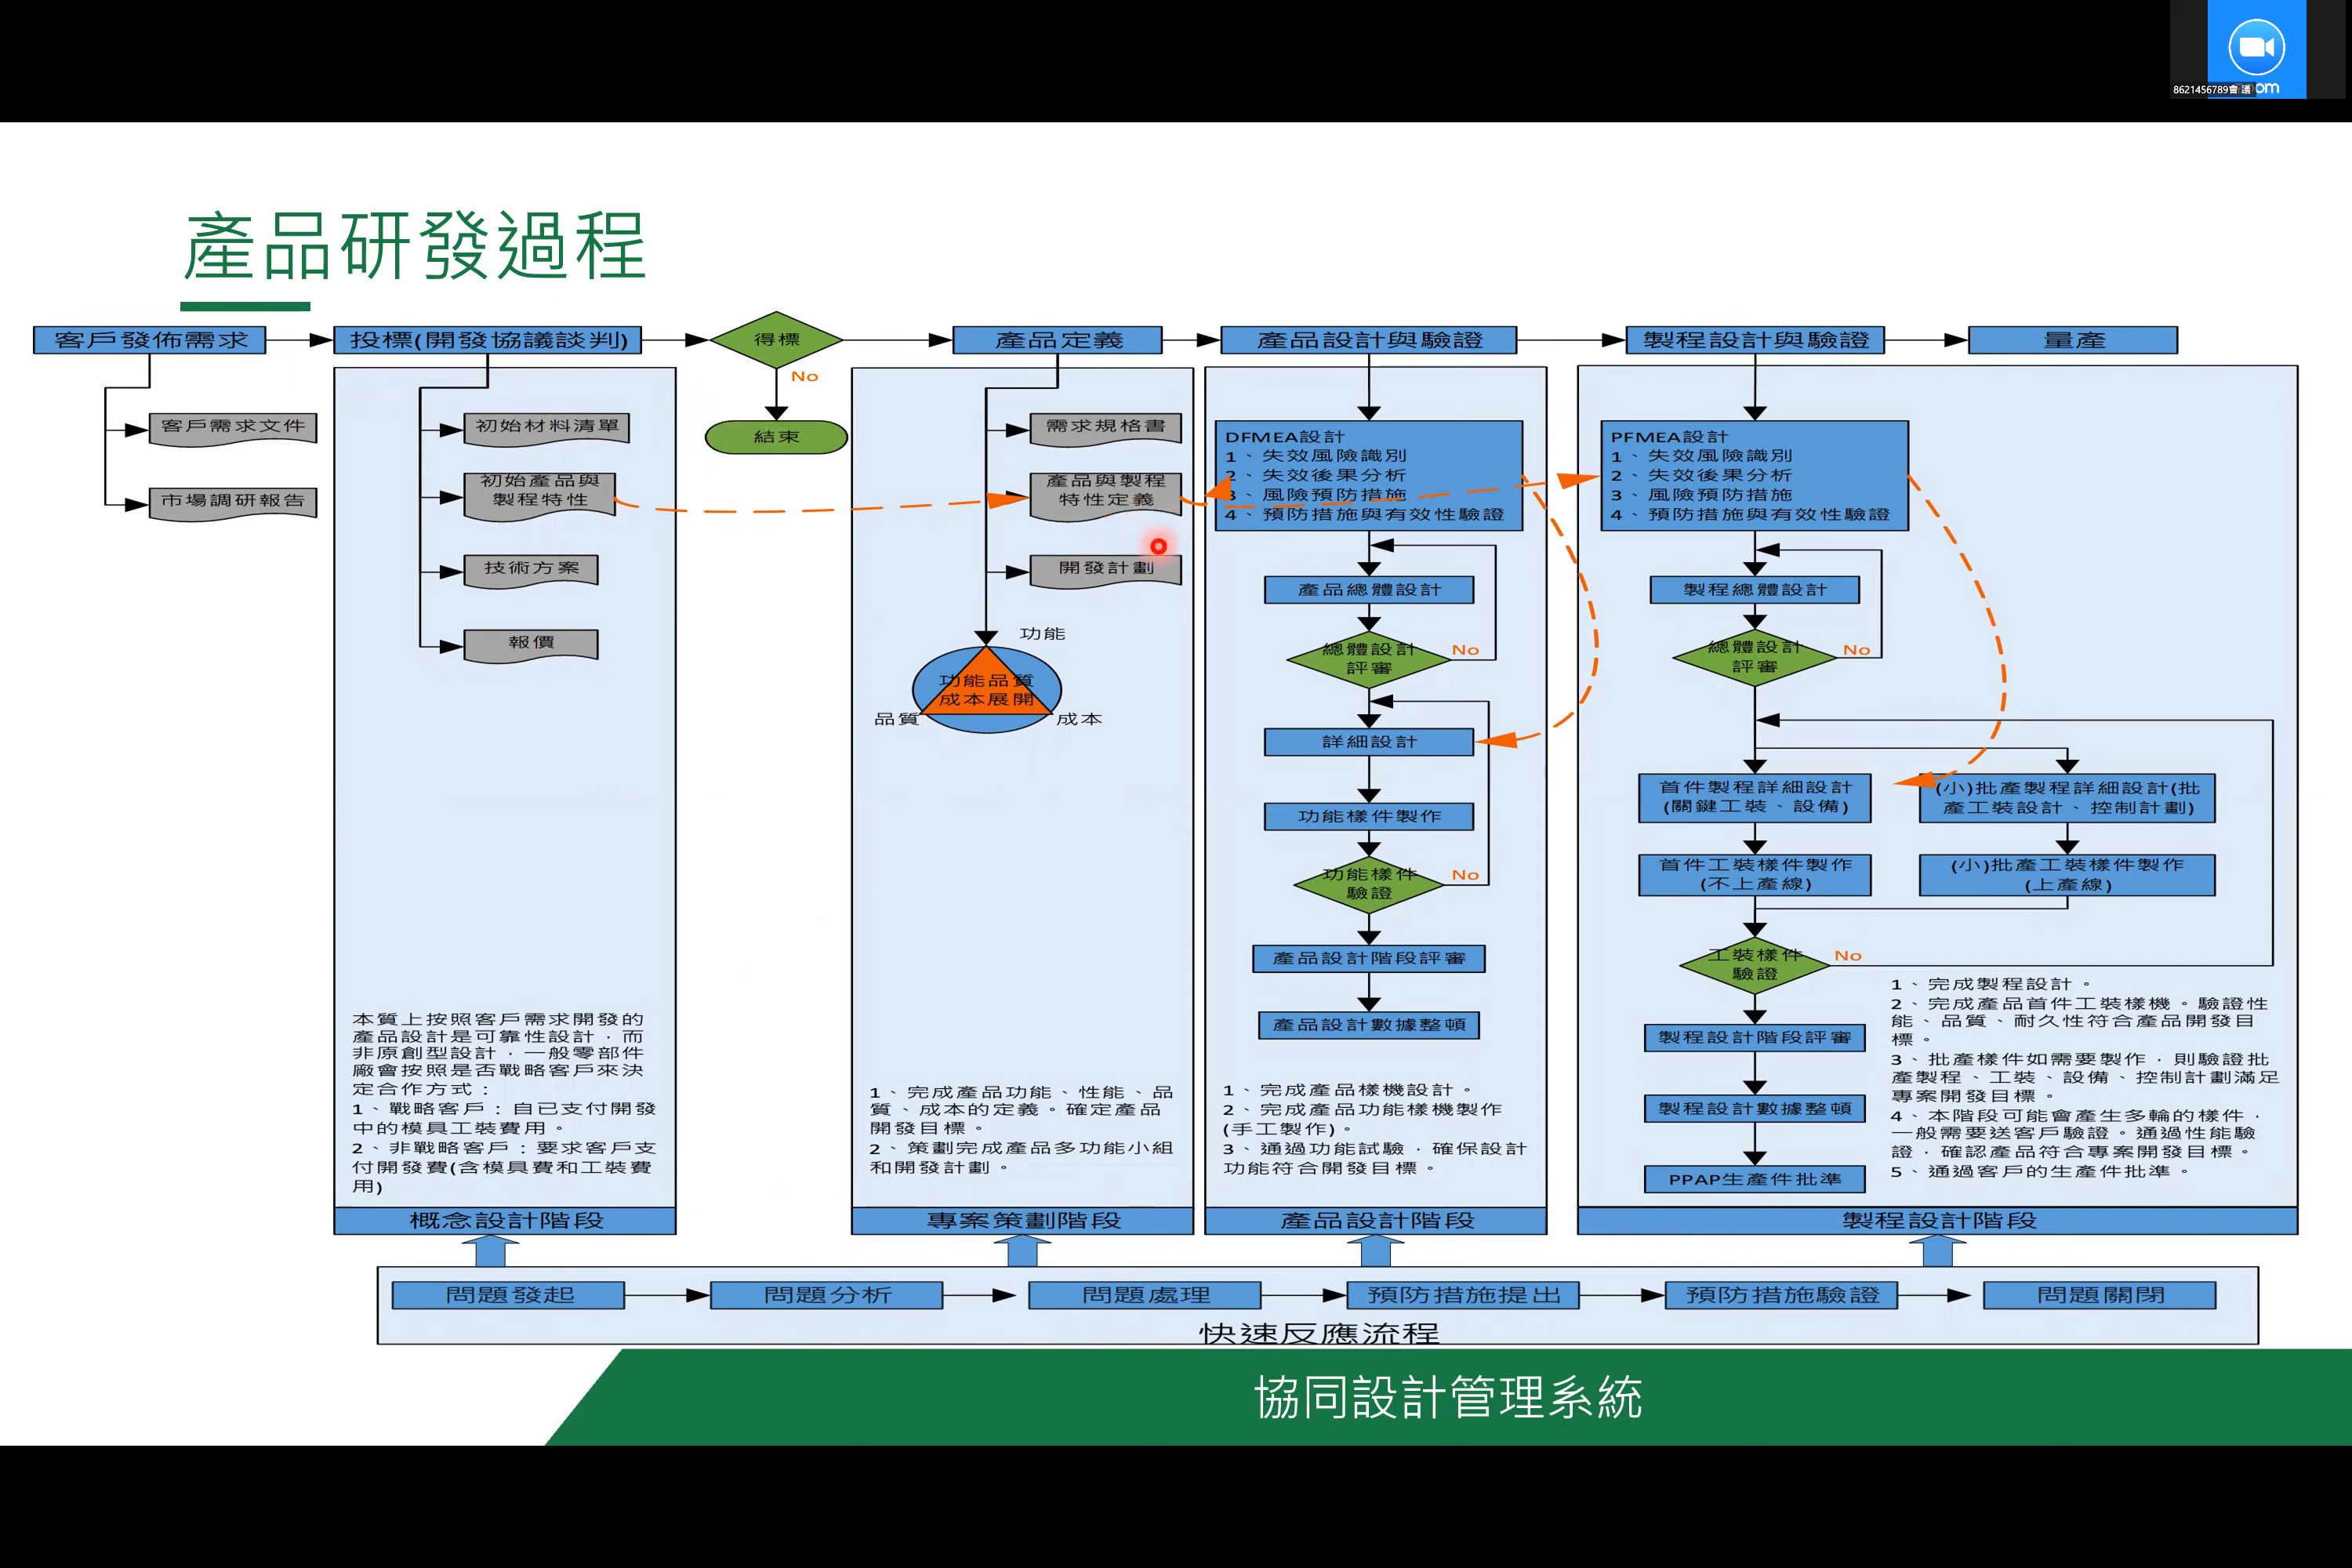 8621456789會議
產品研發過程
客戶發佈需求
投標(開發協議談判)
得標
產品定義
產品設計與驗證
製程設計與驗證
量產
No
結束
客戶需求文件
市場調研報告
初始材料清單
初始產品與
製程特性
技術方案
報價
本質上按照客戶需求開發的
產品設計是可靠性設計，而
非原創型設計，一般零部件
廠會按照是否戰略客戶來決
定合作方式：
1、戰略客戶：自己支付開發
中的模具工裝費用。
2、非戰略客戶：要求客戶支
付開發費(含模具費和工裝費
用)
概念設計階段
需求規格書
產品與製程
特性定義
開發計劃
功能
功能品質
成本展開
品質
成本
1、完成產品功能、性能、品
質、成本的定義。確定產品
開發目標。
2、策劃完成產品多功能小組
和開發計劃。
專案策劃階段
DFMEA設計
1、失效風險識別
2、失效後果分析
3、風險預防措施
4、預防措施與有效性驗證
產品總體設計
總體設計
評審
No
詳細設計
功能樣件製作
功能樣件
驗證
No
產品設計階段評審
產品設計數據整頓
1、完成產品樣機設計。
2、完成產品功能樣機製作
(手工製作)。
3、通過功能試驗，確保設計
功能符合開發目標。
產品設計階段
PFMEA設計
1、失效風險識別
2、失效後果分析
3、風險預防措施
4、預防措施與有效性驗證
製程總體設計
總體設計
評審
No
首件製程詳細設計
(關鍵工裝、設備)
(小)批產製程詳細設計(批
產工裝設計、控制計劃)
首件工裝樣件製作
(不上產線)
(小)批產工裝樣件製作
(上產線)
工裝樣件
驗證
No
製程設計階段評審
製程設計數據整頓
PPAP生產件批準
1、完成製程設計。
2、完成產品首件工裝樣機。驗證性
能、品質、耐久性符合產品開發目
標。
3、批產樣件如需要製作，則驗證批
產製程、工裝、設備、控制計劃滿足
專案開發目標。
4、本階段可能會產生多輪的樣件，
一般需要送客戶驗證。通過性能驗
證，確認產品符合專案開發目標。
5、通過客戶的生產件批準。
製程設計階段
問題發起
問題分析
問題處理
預防措施提出
預防措施驗證
問題關閉
快速反應流程
協同設計管理系統